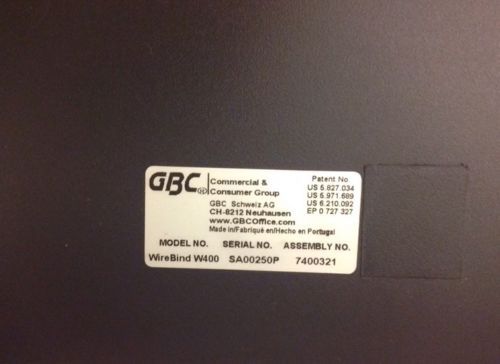 GBC®
Commercial &
Consumer Group
GBC Schweiz AG
CH-8212 Neuhausen
www.GBCOffice.com
Made in/Fabriqué en/Hecho en Portugal
Patent No
US 5.827.034
US 5.971.689
US 6.210.092
EP 0 727 327
MODEL NO. SERIAL NO. ASSEMBLY NO.
WireBind W400 SA00250P 7400321